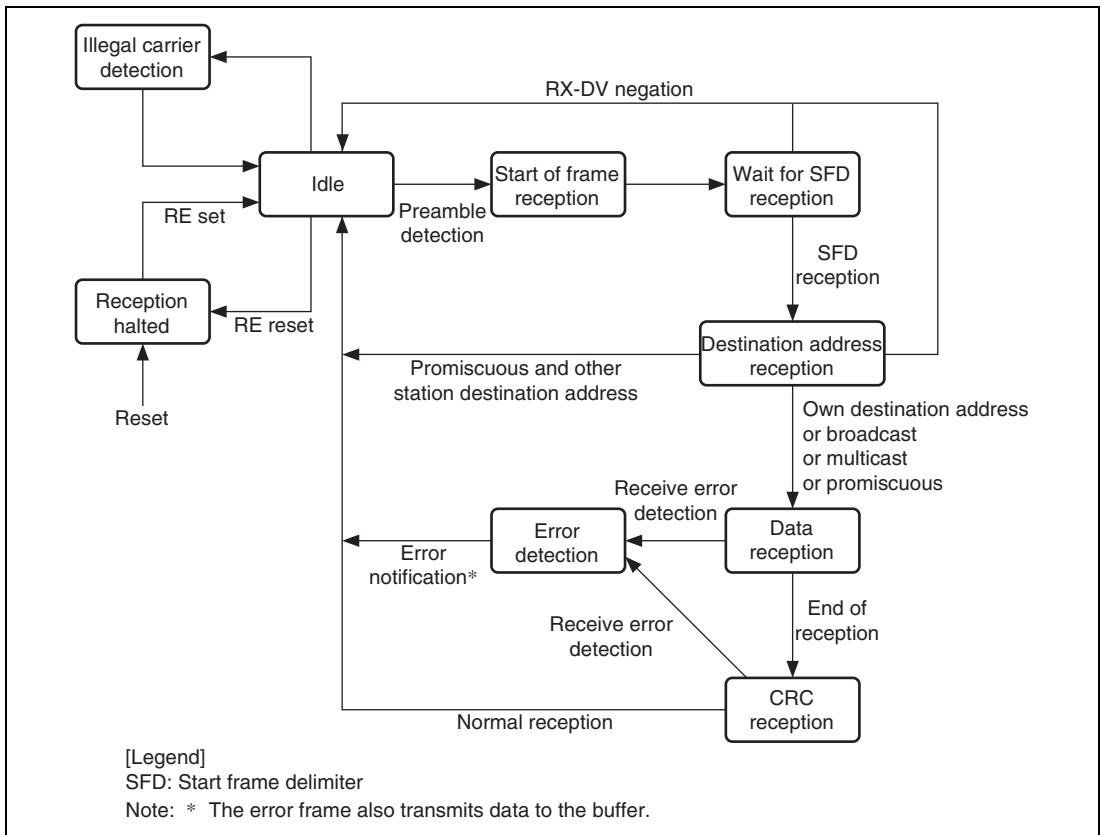 Illegal carrier
detection
RX-DV negation
Idle
Start of frame
reception
Wait for SFD
reception
Preamble
detection
RE set
SFD
reception
Reception
halted
RE reset
Destination address
reception
Promiscuous and other
station destination address
Reset
Own destination address
or broadcast
or multicast
or promiscuous
Receive error
detection
Error
detection
Data
reception
Error
notification*
End of
reception
Receive error
detection
CRC
reception
Normal reception
[Legend]
SFD: Start frame delimiter
Note: * The error frame also transmits data to the buffer.